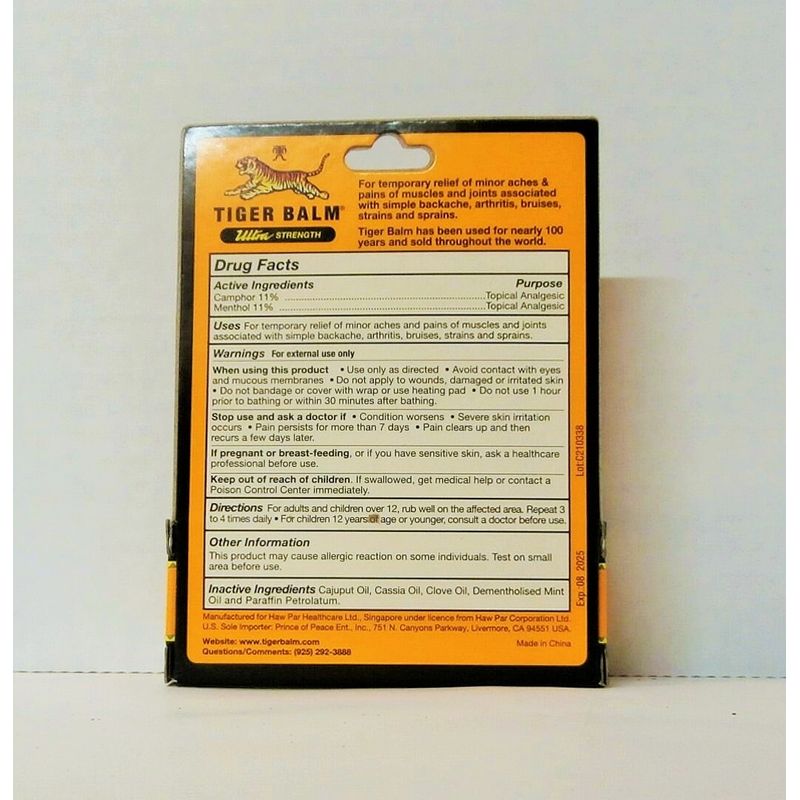 TIGER BALM®
Ultra STRENGTH
For temporary relief of minor aches &
pains of muscles and joints associated
with simple backache, arthritis, bruises,
strains and sprains.
Tiger Balm has been used for nearly 100
years and sold throughout the world.
Drug Facts
Active Ingredients Purpose
Camphor 11% ........................................Topical Analgesic
Menthol 11% ........................................Topical Analgesic
Uses For temporary relief of minor aches and pains of muscles and joints
associated with simple backache, arthritis, bruises, strains and sprains.
Warnings For external use only
When using this product • Use only as directed • Avoid contact with eyes
and mucous membranes • Do not apply to wounds, damaged or irritated skin
• Do not bandage or cover with wrap or use heating pad • Do not use 1 hour
prior to bathing or within 30 minutes after bathing.
Stop use and ask a doctor if • Condition worsens • Severe skin irritation
occurs • Pain persists for more than 7 days • Pain clears up and then
recurs a few days later.
If pregnant or breast-feeding, or if you have sensitive skin, ask a healthcare
professional before use.
Keep out of reach of children. If swallowed, get medical help or contact a
Poison Control Center immediately.
Directions For adults and children over 12, rub well on the affected area. Repeat 3
to 4 times daily • For children 12 years of age or younger, consult a doctor before use.
Other Information
This product may cause allergic reaction on some individuals. Test on small
area before use.
Inactive Ingredients Cajuput Oil, Cassia Oil, Clove Oil, Dementholised Mint
Oil and Paraffin Petrolatum.
Manufactured for Haw Par Healthcare Ltd., Singapore under licence from Haw Par Corporation Ltd.
U.S. Sole Importer: Prince of Peace Ent., Inc., 751 N. Canyons Parkway, Livermore, CA 94551 USA.
Website: www.tigerbalm.com
Questions/Comments: (925) 292-3888
Made in China
Lot:C210338
Exp.:08 2025